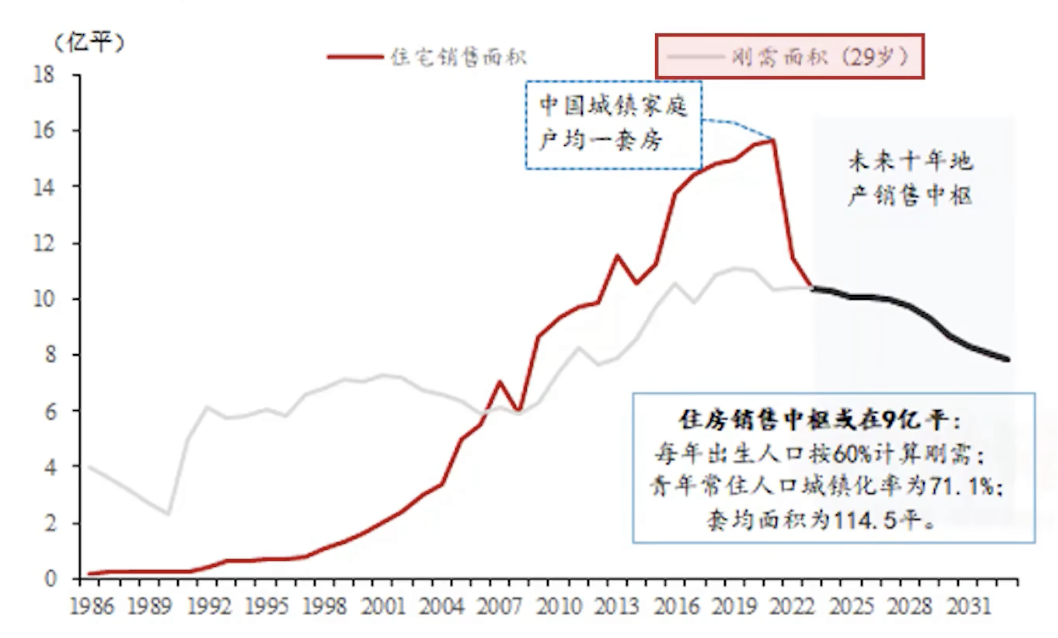 （亿平）
住宅销售面积
刚需面积（29岁）
18
16
14
12
10
8
6
4
2
0
中国城镇家庭
户均一套房
未来十年地
产销售中枢
住房销售中枢或在9亿平：
每年出生人口按60%计算刚需；
青年常住人口城镇化率为71.1%；
套均面积为114.5平。
1986 1989 1992 1995 1998 2001 2004 2007 2010 2013 2016 2019 2022 2025 2028 2031